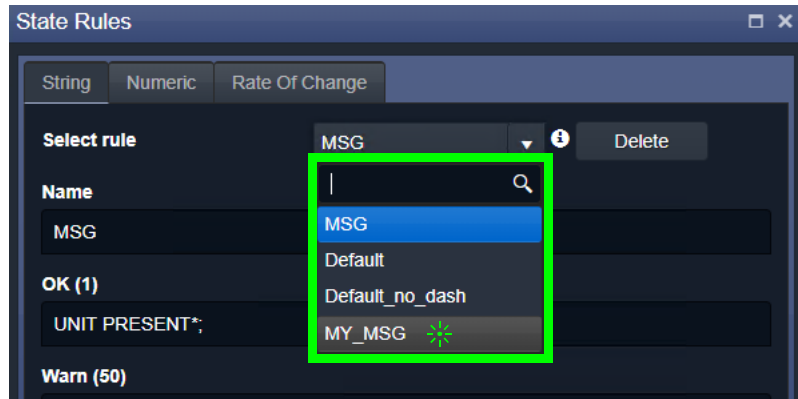 State Rules
String Numeric Rate Of Change
Select rule MSG Delete
Name
MSG
MSG
Default
OK (1)
Default_no_dash
UNIT PRESENT*;
MY_MSG
Warn (50)